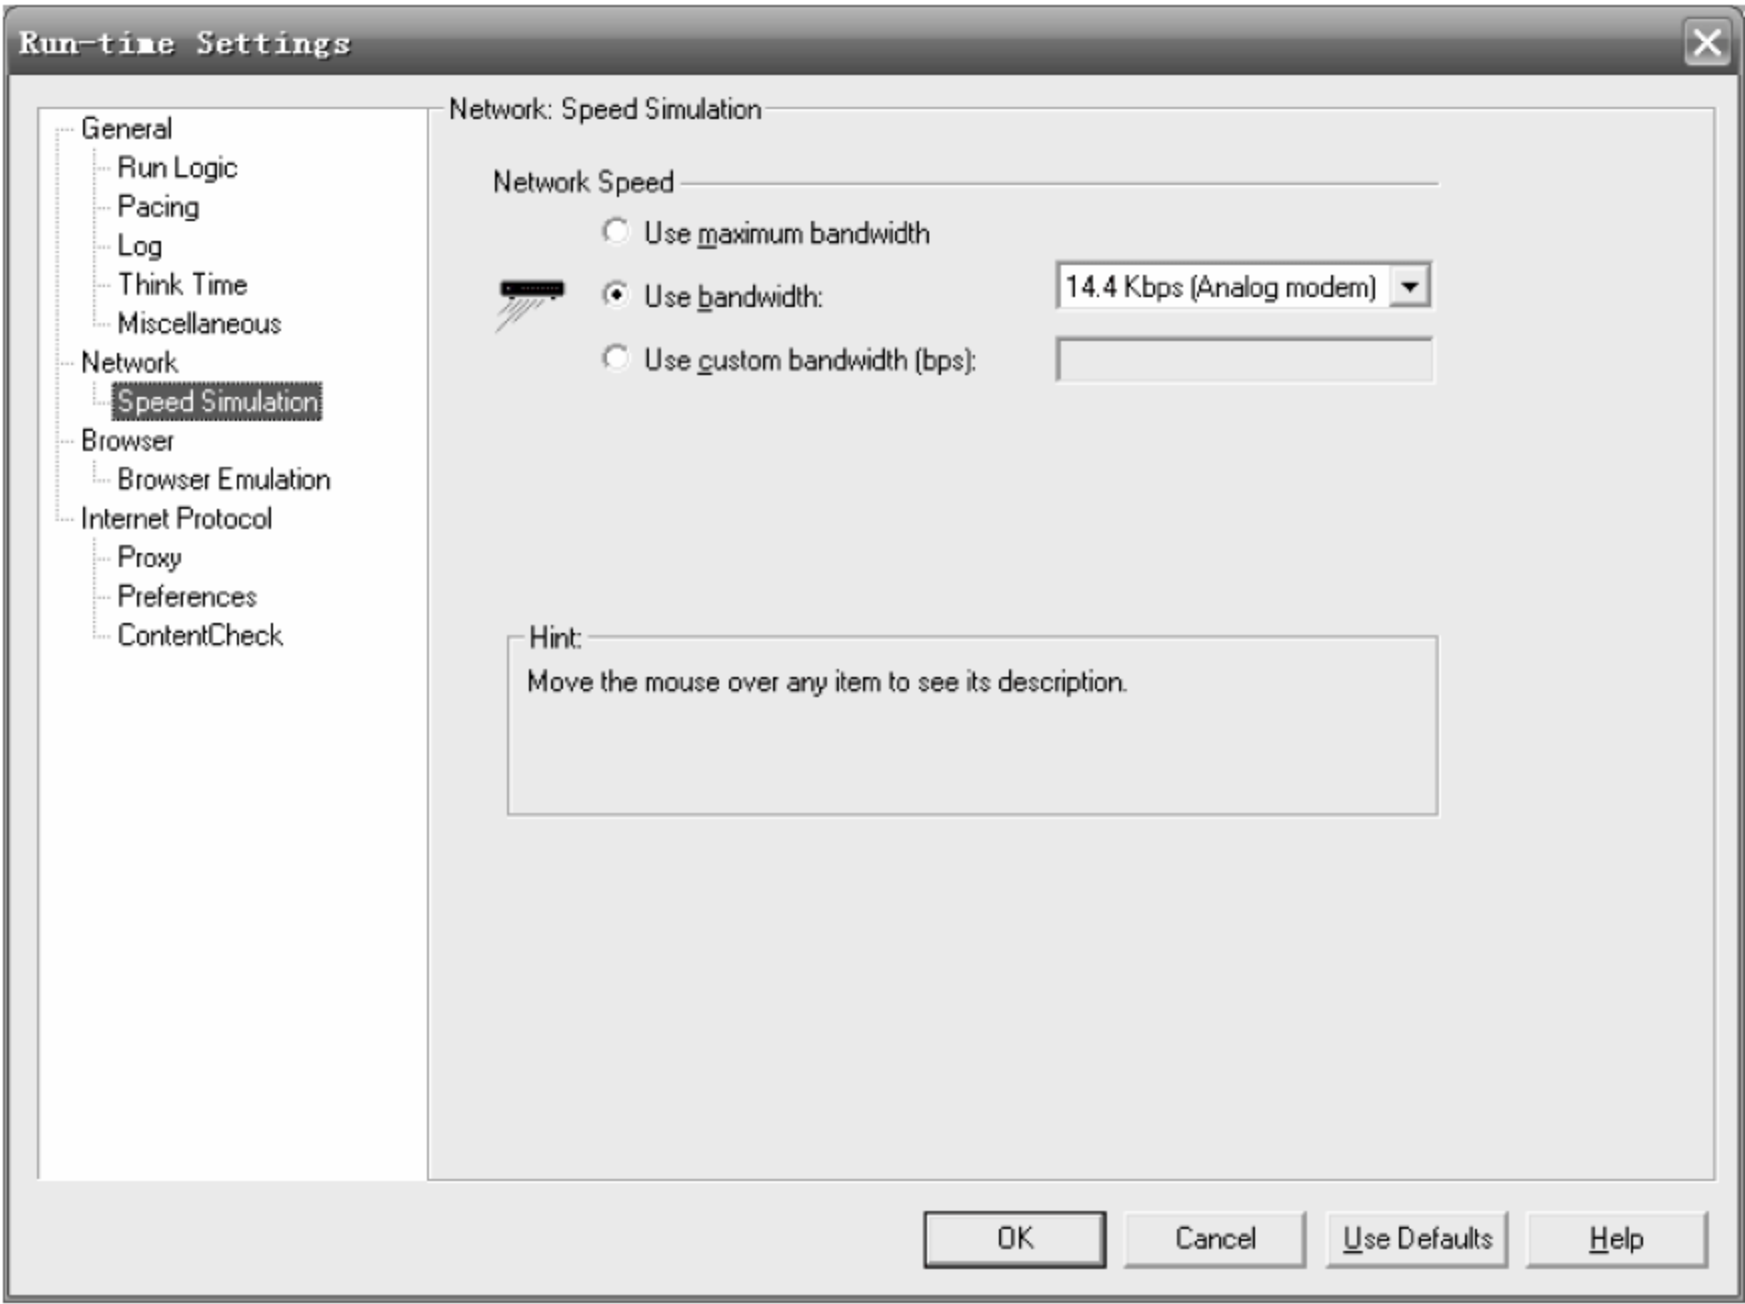 Run-time Settings
General
Run Logic
Pacing
Log
Think Time
Miscellaneous
Network
Speed Simulation
Browser
Browser Emulation
Internet Protocol
Proxy
Preferences
ContentCheck
Network: Speed Simulation
Network Speed
Use maximum bandwidth
Use bandwidth: 14.4 Kbps (Analog modem)
Use custom bandwidth (bps):
Hint:
Move the mouse over any item to see its description.
OK Cancel Use Defaults Help